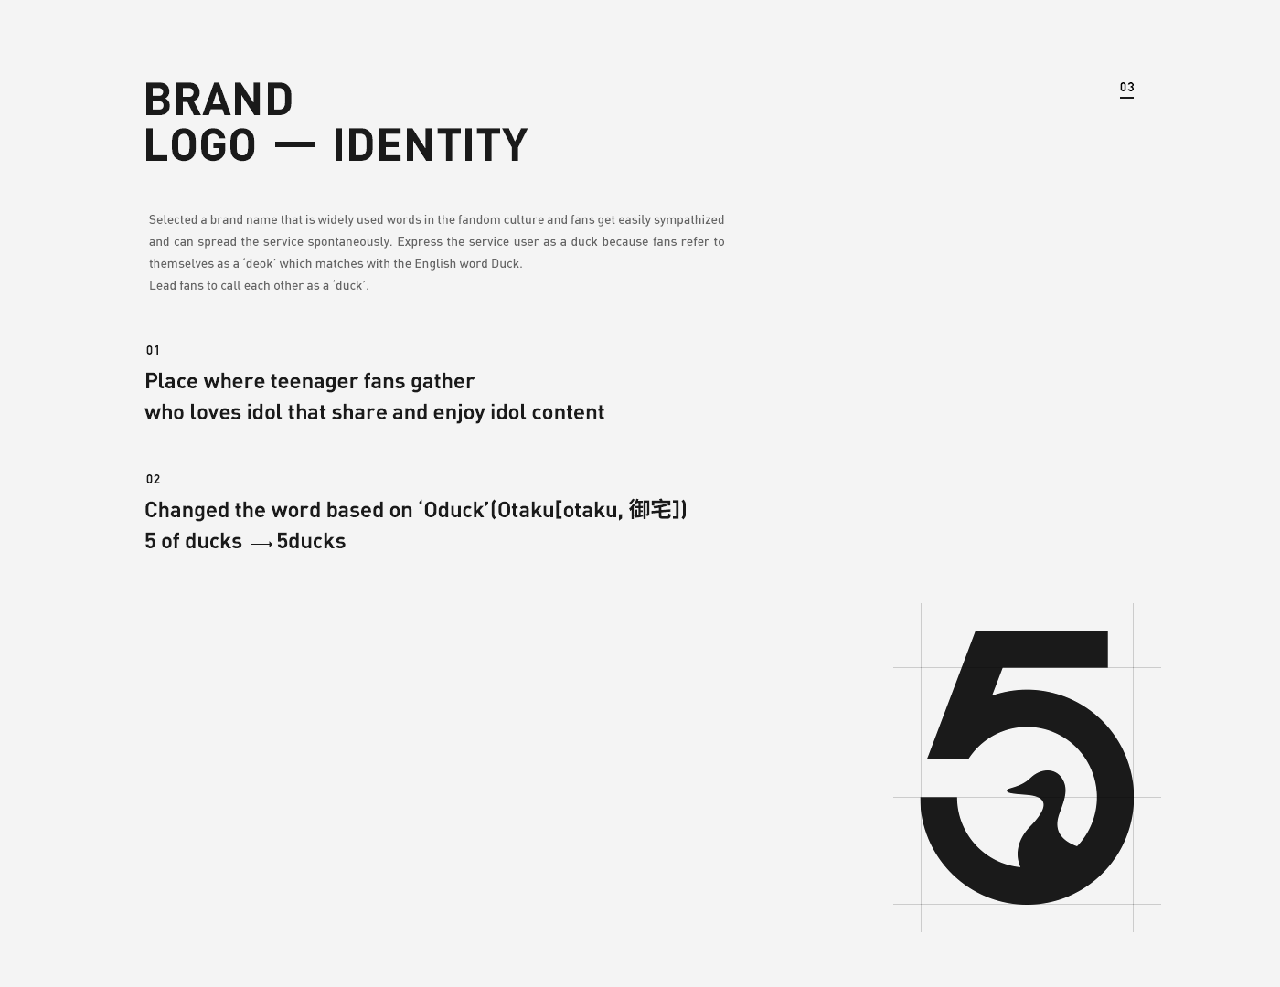 BRAND
LOGO — IDENTITY
03
Selected a brand name that is widely used words in the fandom culture and fans get easily sympathized
and can spread the service spontaneously. Express the service user as a duck because fans refer to
themselves as a 'deok' which matches with the English word Duck.
Lead fans to call each other as a 'duck'.
01
Place where teenager fans gather
who loves idol that share and enjoy idol content
02
Changed the word based on 'Oduck'(Otaku[otaku, 御宅])
5 of ducks ⟶ 5ducks
5